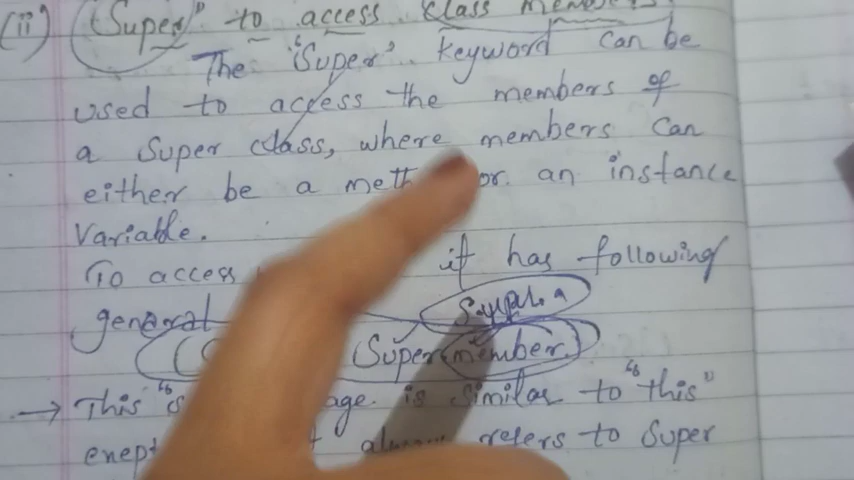 (ii) "Super" to access class members
The "Super" keyword can be
used to access the members of
a Super class, where members can
either be a meth or an instance
Variable.
To access it has following
general
Super.a
(Super.member.)
→ This "s age is similar to "this"
refers to Super